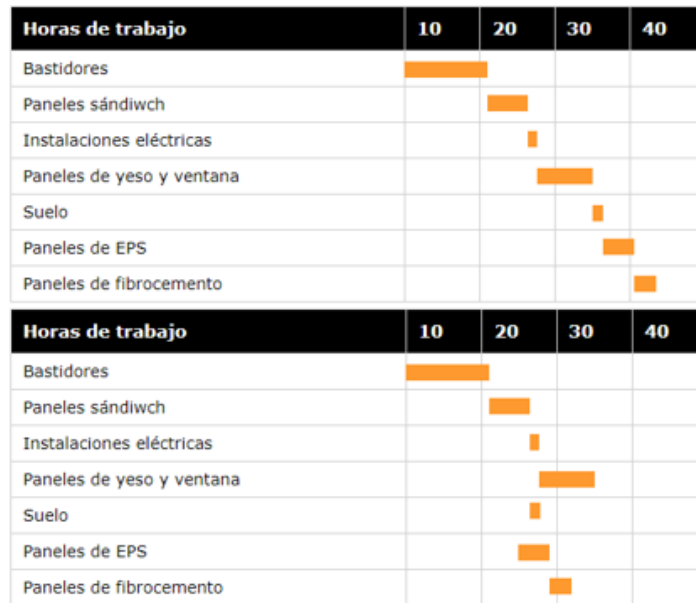 Horas de trabajo 10 20 30 40
Bastidores
Paneles sándiwch
Instalaciones eléctricas
Paneles de yeso y ventana
Suelo
Paneles de EPS
Paneles de fibrocemento
Horas de trabajo 10 20 30 40
Bastidores
Paneles sándiwch
Instalaciones eléctricas
Paneles de yeso y ventana
Suelo
Paneles de EPS
Paneles de fibrocemento